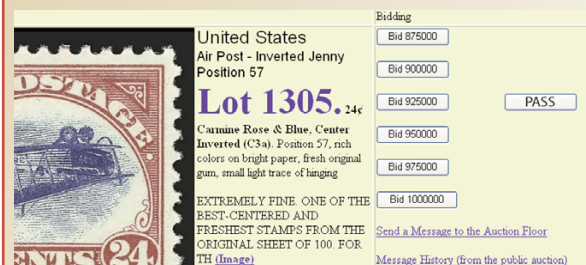 POSTAGE
CENTS 24
United States
Air Post - Inverted Jenny
Position 57
Lot 1305. 24¢
Carmine Rose & Blue, Center
Inverted (C3a). Position 57, rich
colors on bright paper, fresh original
gum, small light trace of hinging
EXTREMELY FINE. ONE OF THE
BEST-CENTERED AND
FRESHEST STAMPS FROM THE
ORIGINAL SHEET OF 100. FOR
TH (Image)
Bidding
Bid 875000
Bid 900000
Bid 925000
PASS
Bid 950000
Bid 975000
Bid 1000000
Send a Message to the Auction Floor
Message History (from the public auction)